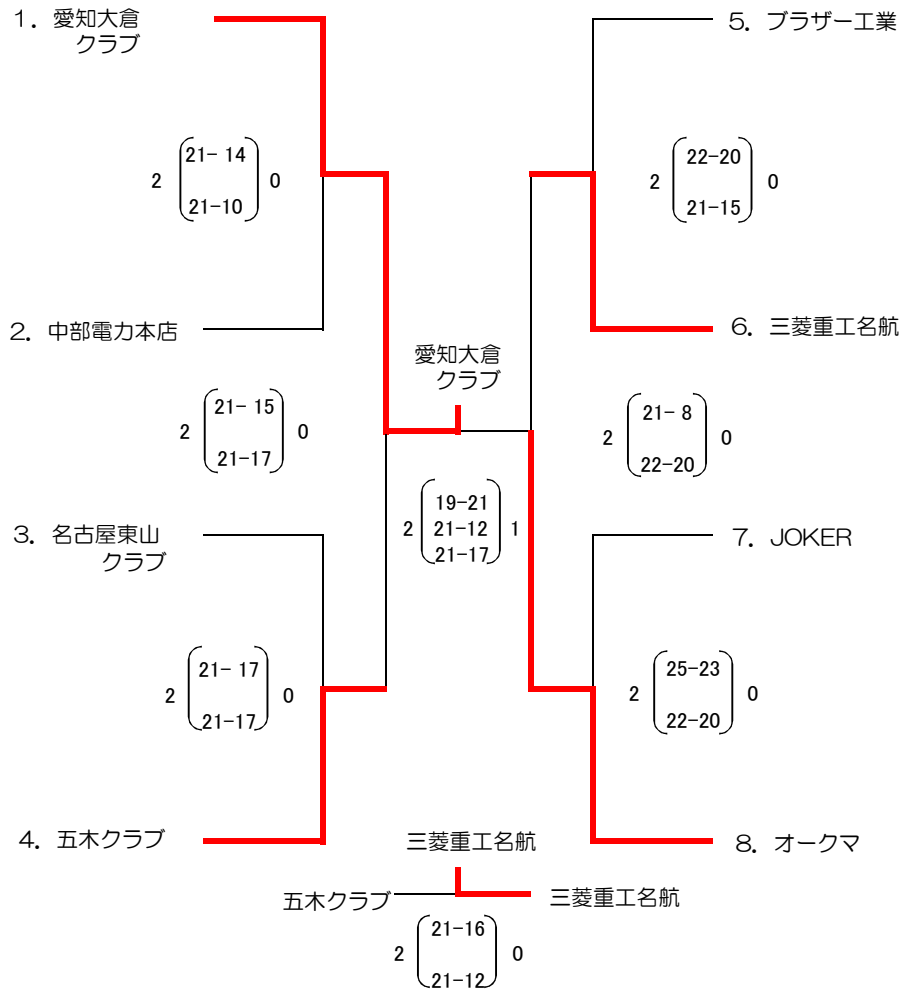 1. 愛知大倉
クラブ
5. ブラザー工業
21- 14
2 0
21-10
22-20
2 0
21-15
2. 中部電力本店
6. 三菱重工名航
愛知大倉
クラブ
21- 15
2 0
21-17
21- 8
2 0
22-20
19-21
2 21-12 1
21-17
3. 名古屋東山
クラブ
7. JOKER
21- 17
2 0
21-17
25-23
2 0
22-20
4. 五木クラブ
8. オークマ
三菱重工名航
五木クラブ
三菱重工名航
21-16
2 0
21-12